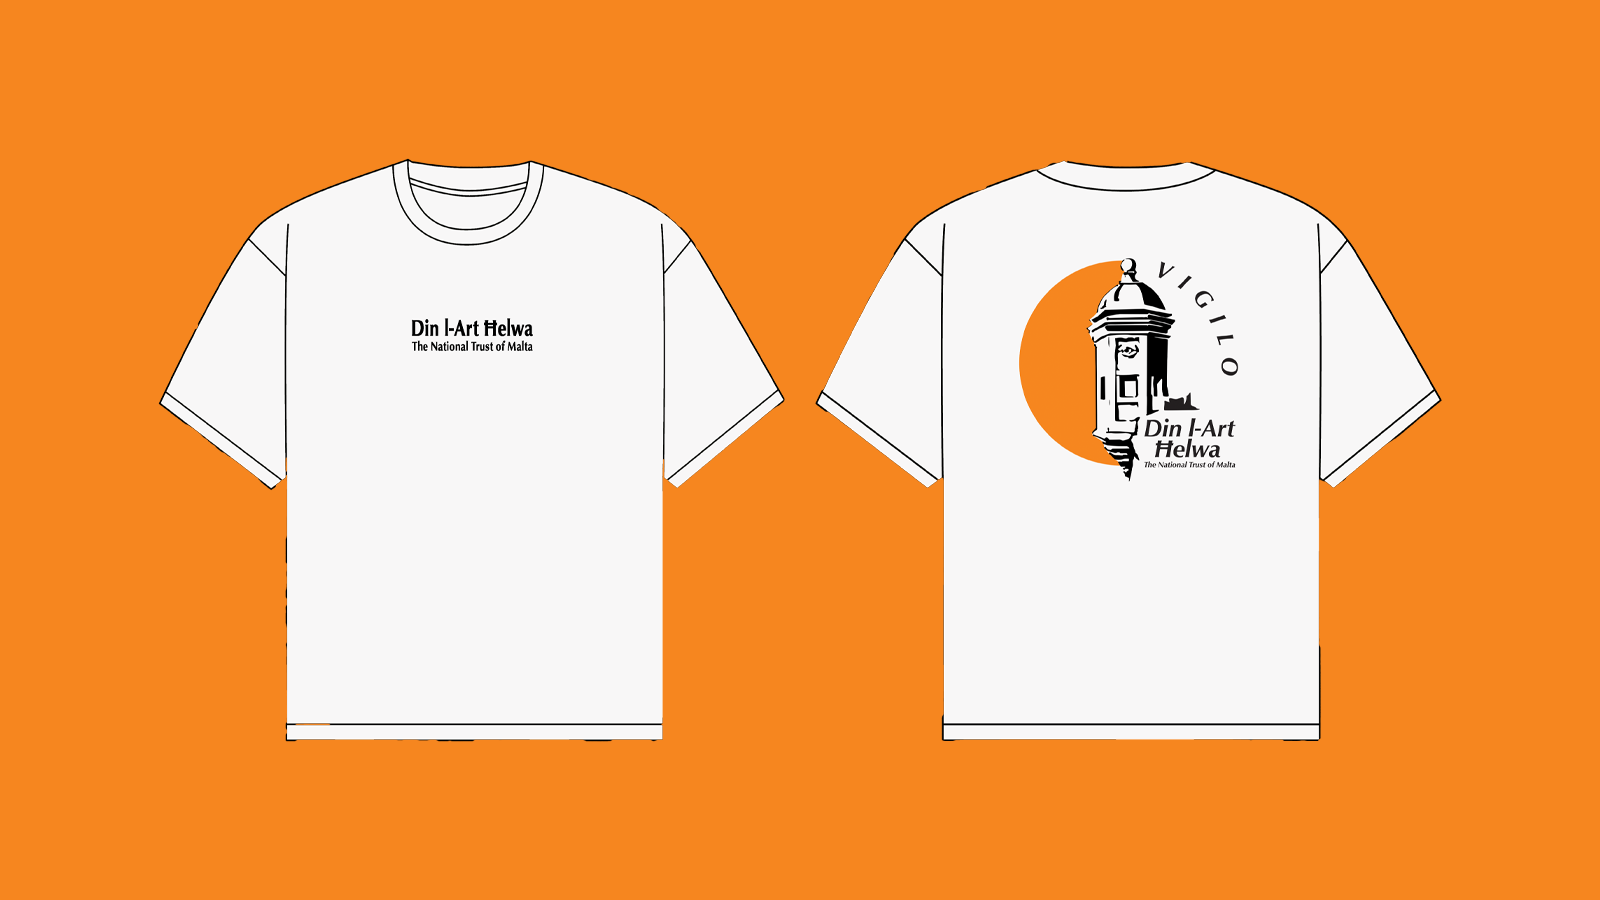 Din l-Art Ħelwa
The National Trust of Malta
VIGILO
Din l-Art
Ħelwa
The National Trust of Malta